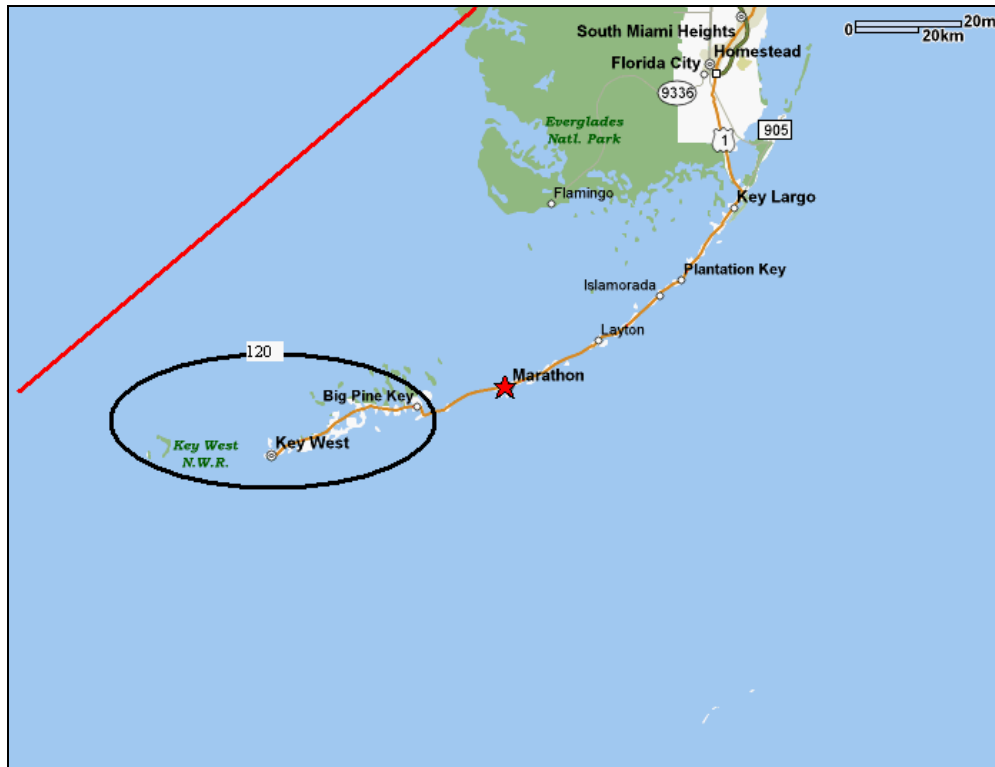 South Miami Heights
0
20m
20km
Homestead
Florida City
9336
905
Everglades
Natl. Park
1
Flamingo
Key Largo
Plantation Key
Islamorada
Layton
120
Marathon
Big Pine Key
Key West
N.W.R.
Key West